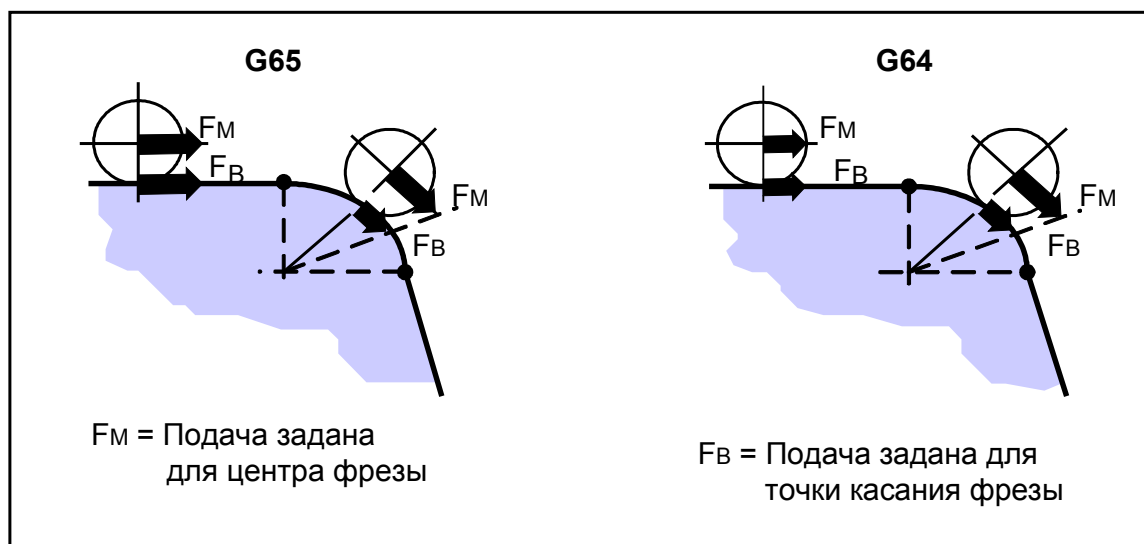 G65
FM
FB
FM
FB
FM = Подача задана
для центра фрезы
G64
FM
FB
FM
FB
FB = Подача задана для
точки касания фрезы